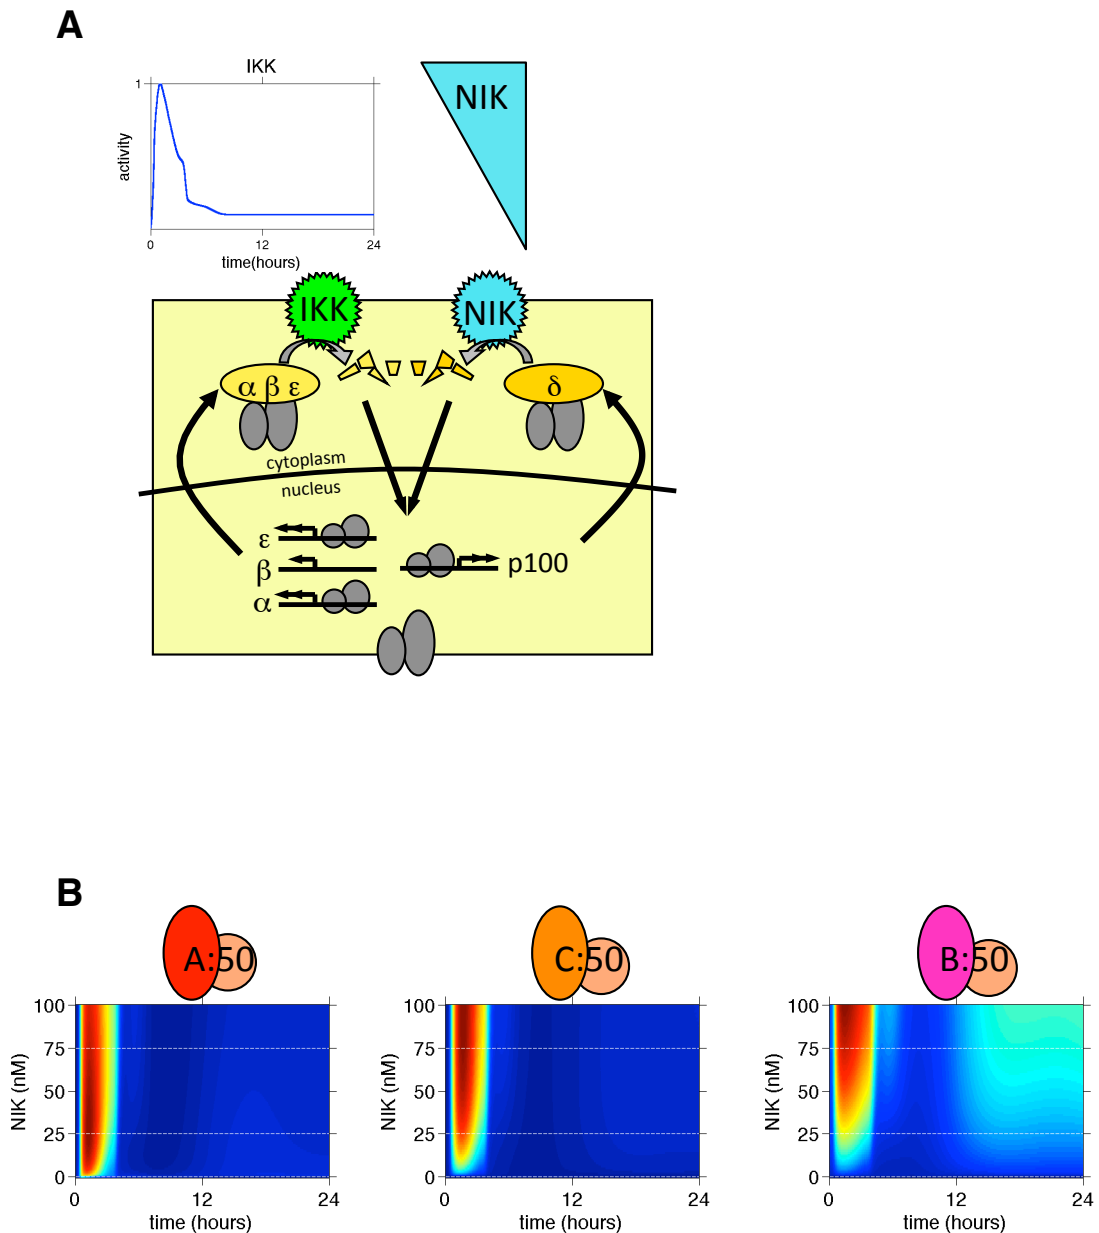 A
IKK
NIK
1
activity
0 12 24
time(hours)
IKK
NIK
α β ε
δ
cytoplasm
nucleus
ε
β
p100
α
B
A:50
C:50
B:50
100
75
50
25
0
NIK (nM)
0 12 24
time (hours)
100
75
50
25
0
NIK (nM)
0 12 24
time (hours)
100
75
50
25
0
NIK (nM)
0 12 24
time (hours)